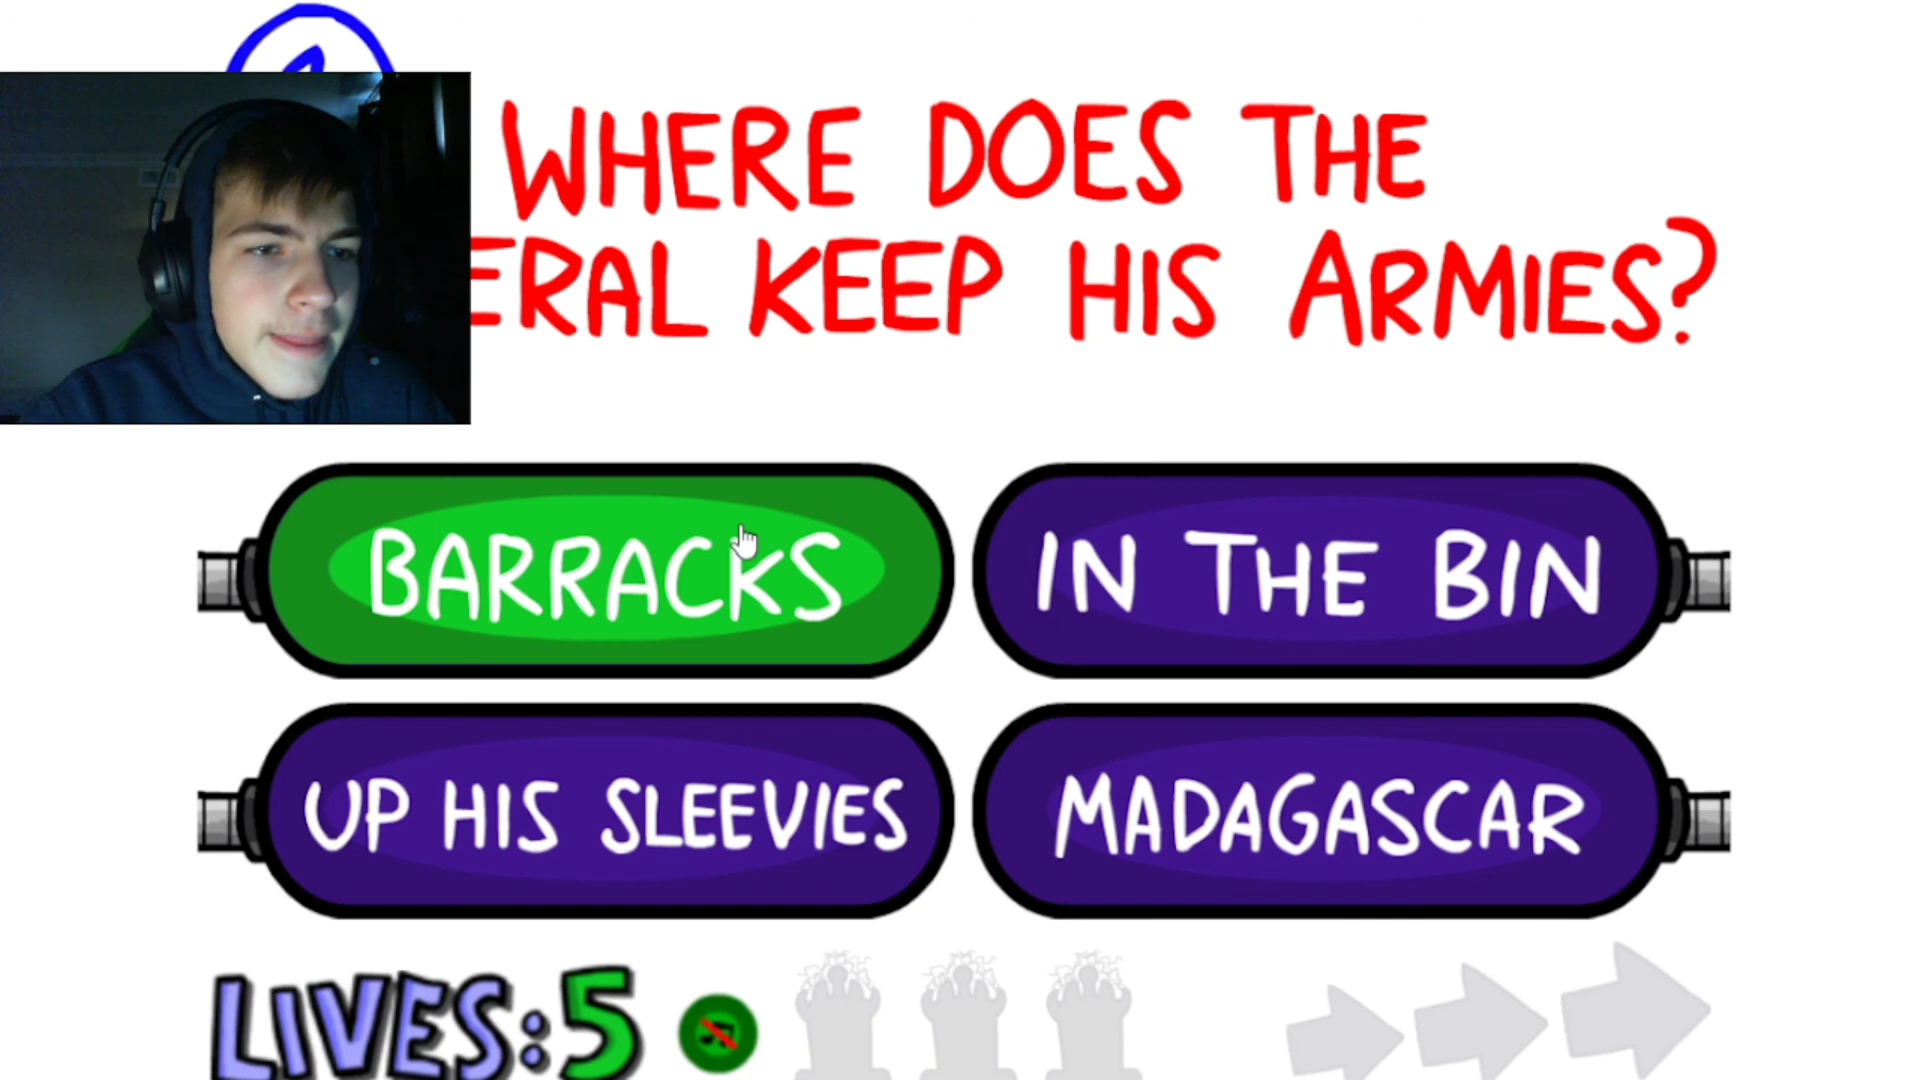 WHERE DOES THE
ERAL KEEP HIS ARMIES?
BARRACKS
IN THE BIN
UP HIS SLEEVIES
MADAGASCAR
LIVES:5